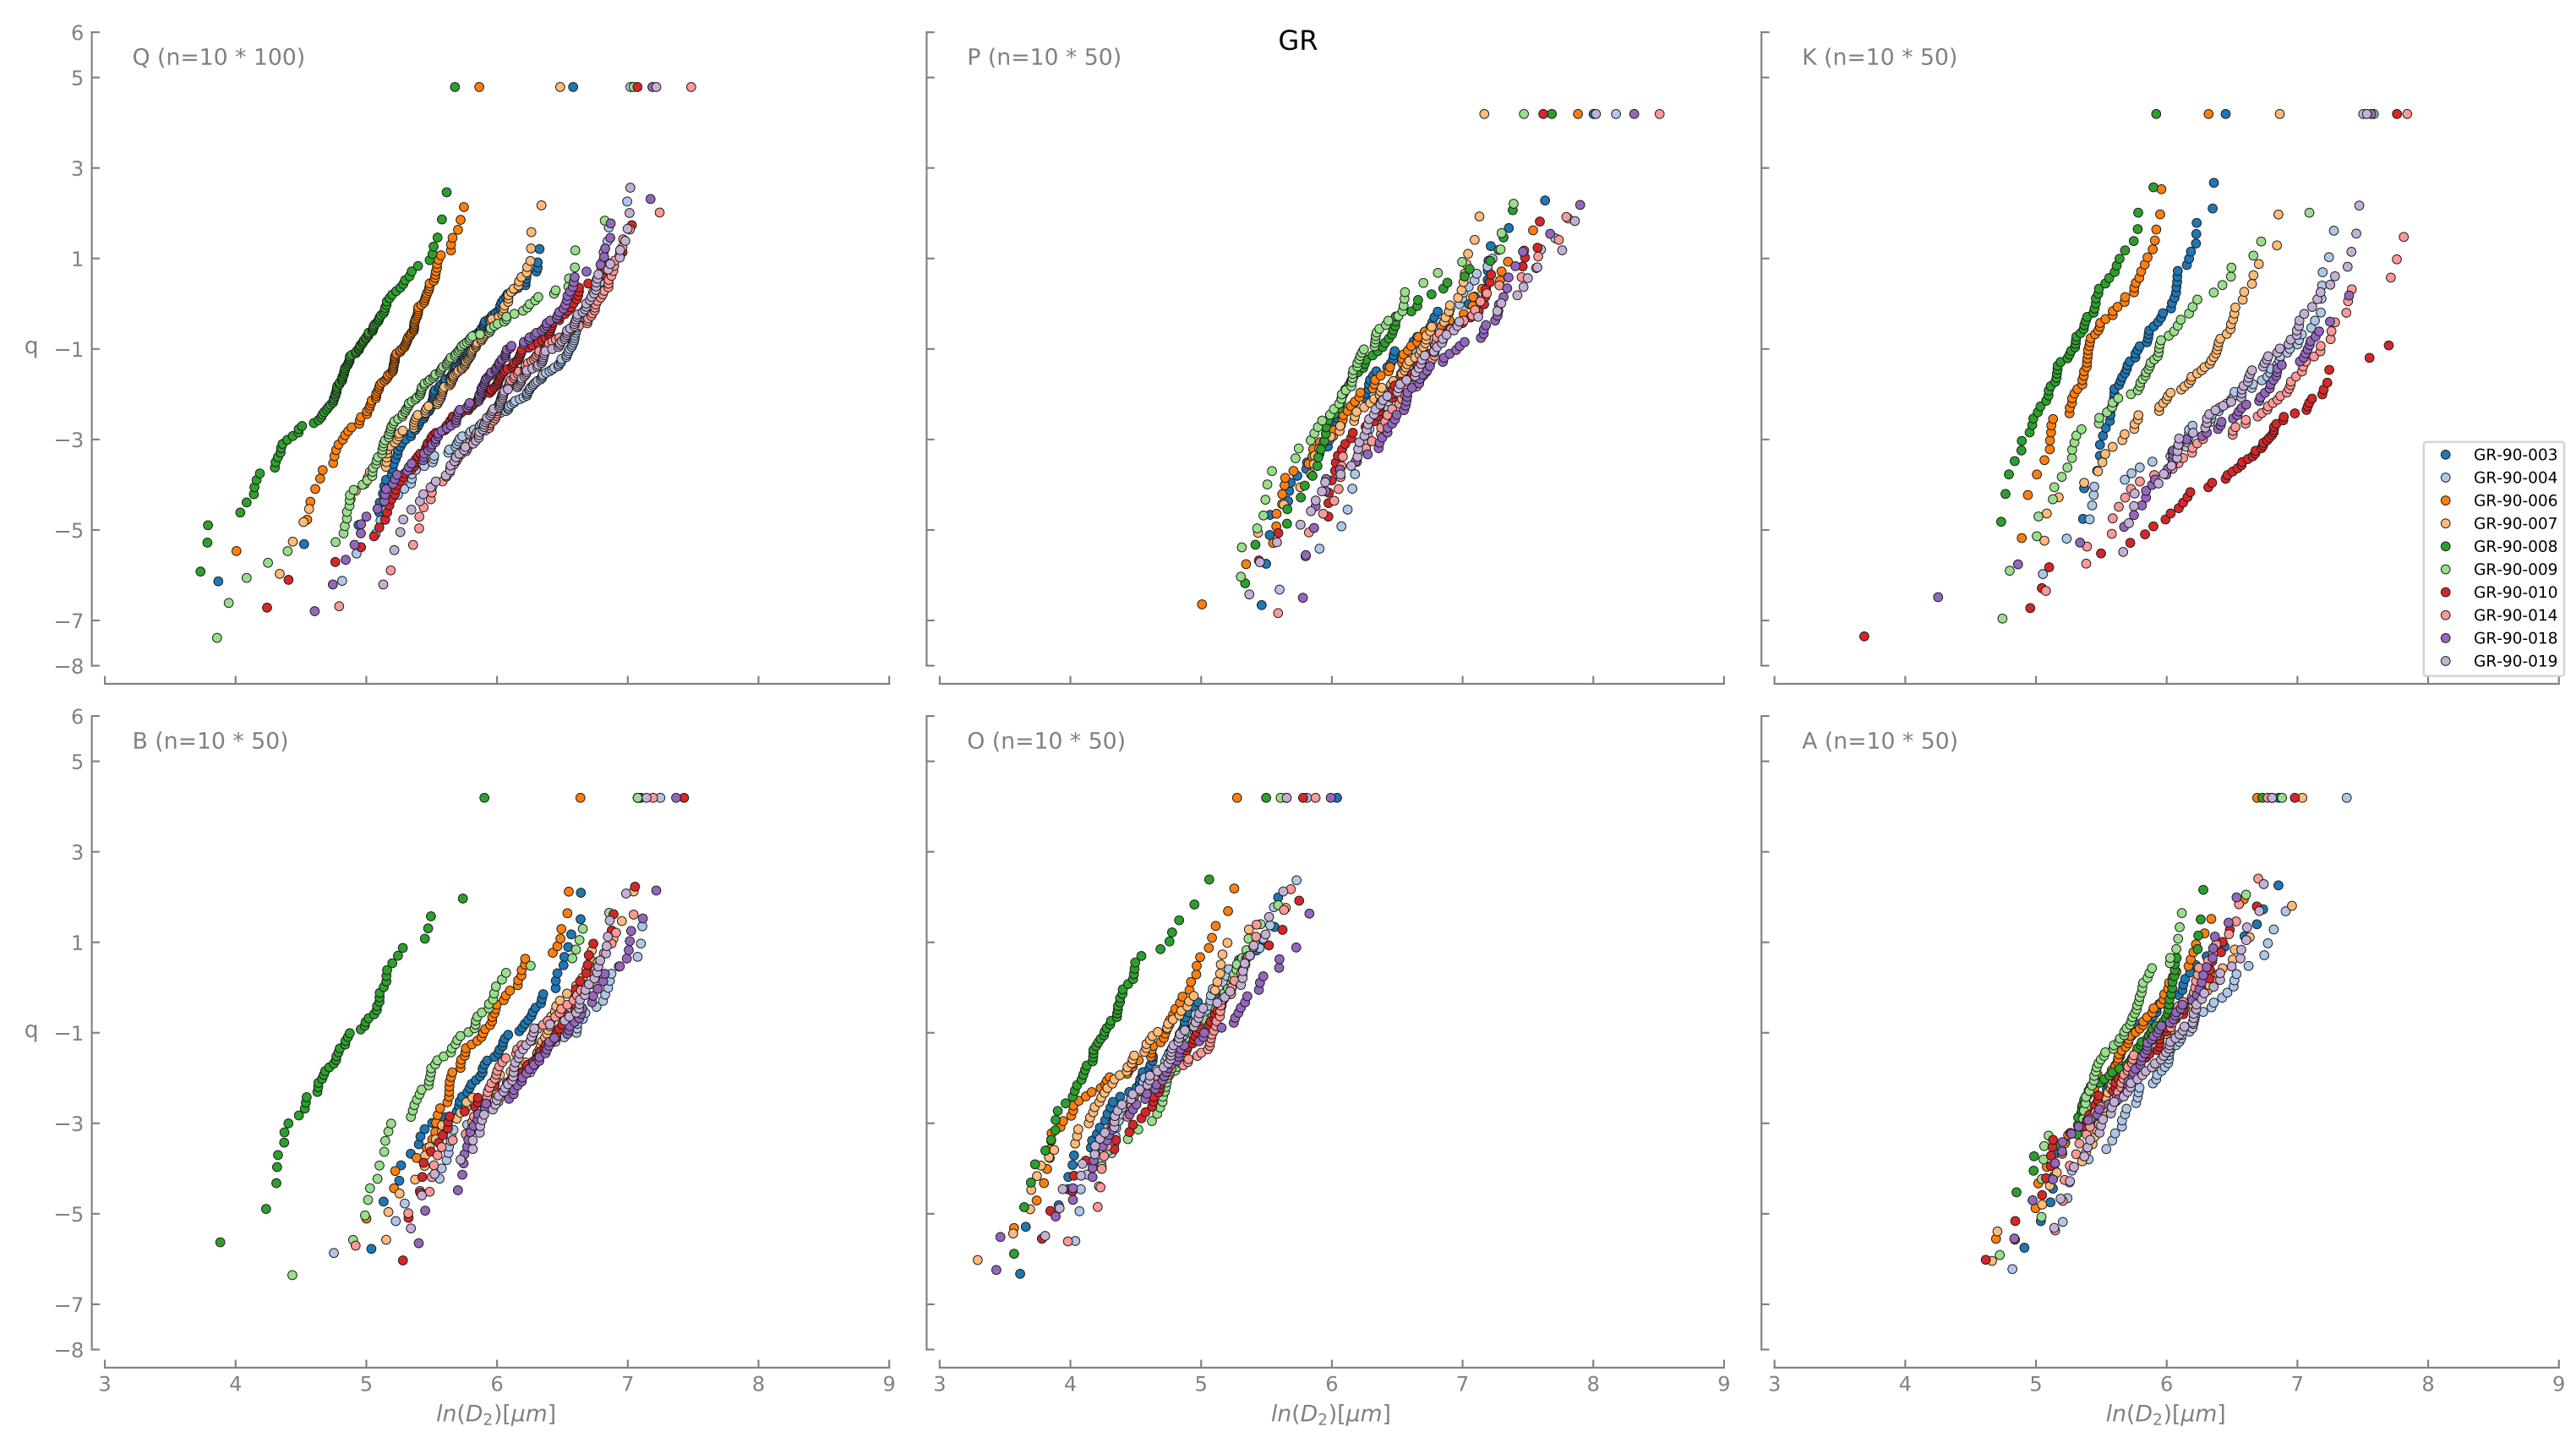 GR
Q (n=10 * 100)
P (n=10 * 50)
K (n=10 * 50)
6
5
3
1
−1
−3
−5
−7
−8
q
GR-90-003
GR-90-004
GR-90-006
GR-90-007
GR-90-008
GR-90-009
GR-90-010
GR-90-014
GR-90-018
GR-90-019
B (n=10 * 50)
O (n=10 * 50)
A (n=10 * 50)
6
5
3
1
−1
−3
−5
−7
−8
q
3 4 5 6 7 8 9
3 4 5 6 7 8 9
3 4 5 6 7 8 9
ln(D₂)[μm]
ln(D₂)[μm]
ln(D₂)[μm]